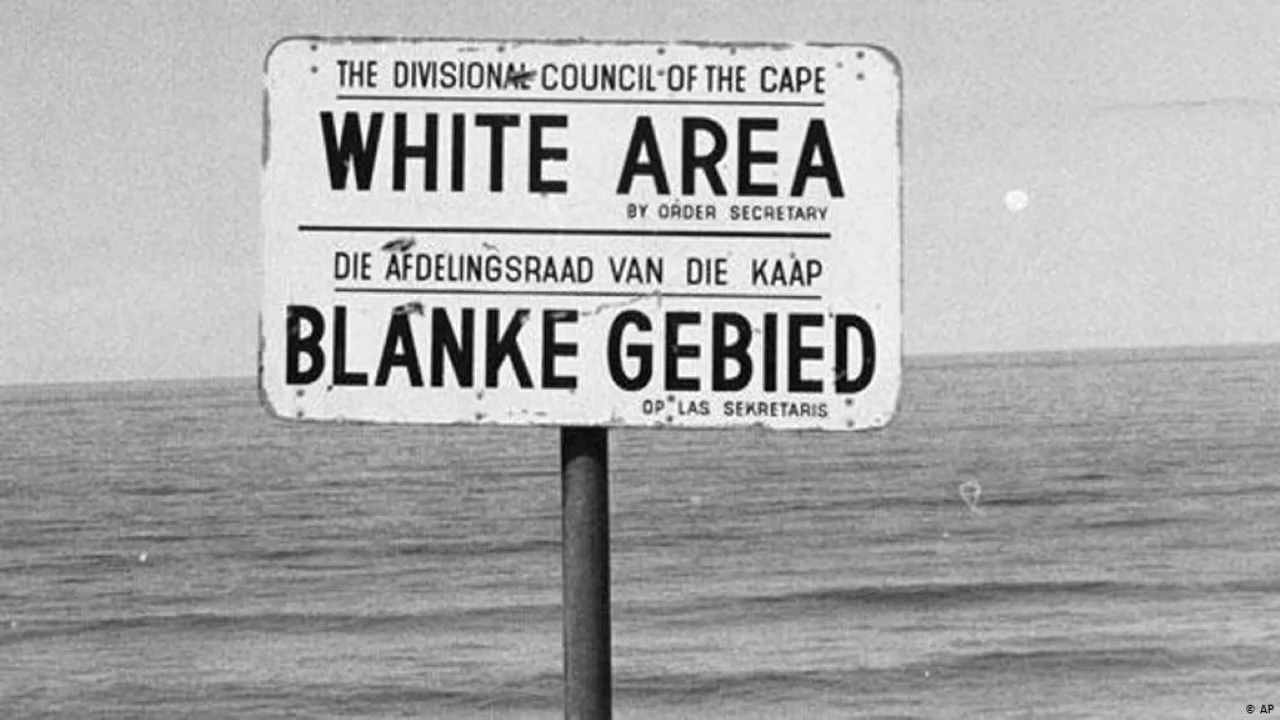 THE DIVISIONAL COUNCIL OF THE CAPE
WHITE AREA
BY ORDER SECRETARY
DIE AFDELINGSRAAD VAN DIE KAAP
BLANKE GEBIED
OP LAS SEKRETARIS
© AP